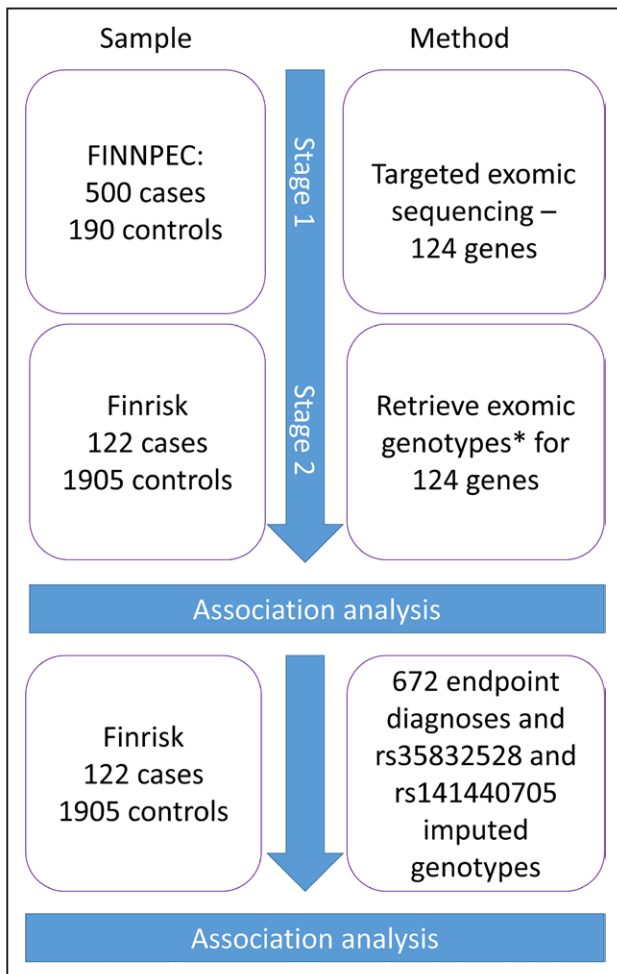 Sample
Method
FINNPEC:
500 cases
190 controls
Stage 1
Targeted exomic
sequencing –
124 genes
Finrisk
122 cases
1905 controls
Stage 2
Retrieve exomic
genotypes* for
124 genes
Association analysis
Finrisk
122 cases
1905 controls
672 endpoint
diagnoses and
rs35832528 and
rs141440705
imputed
genotypes
Association analysis